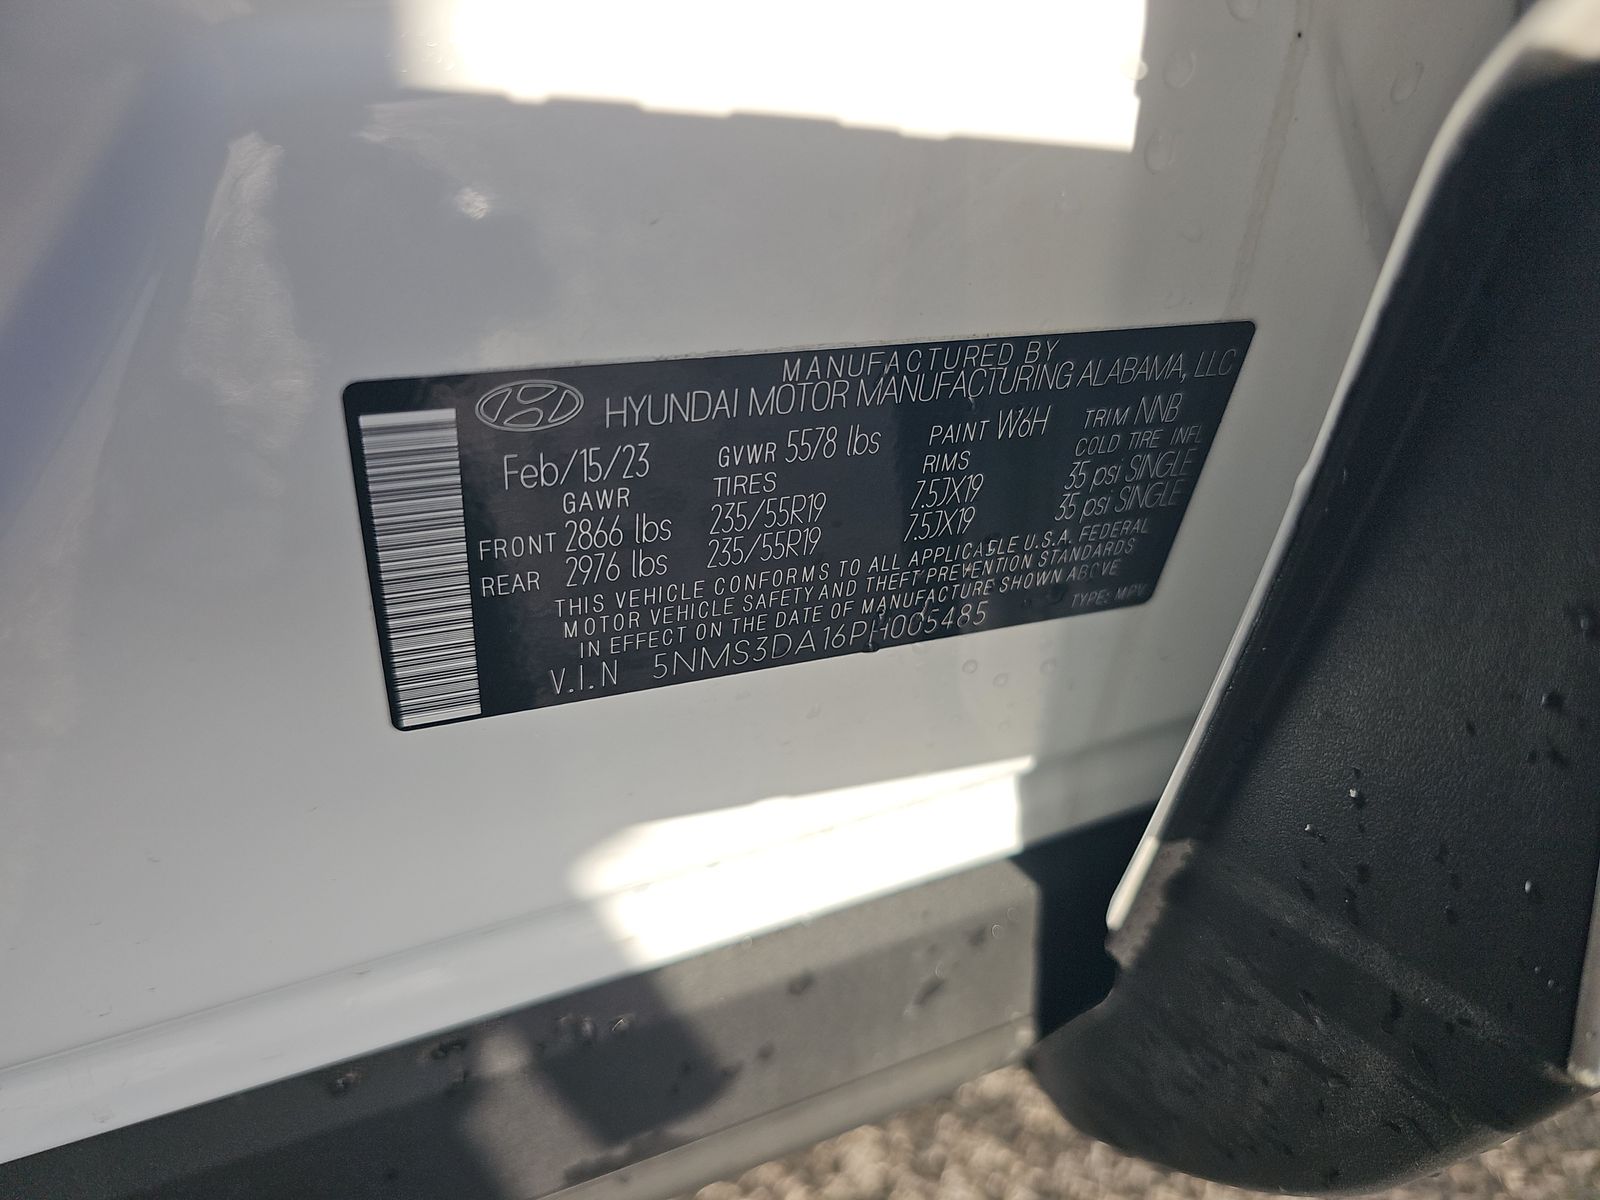 MANUFACTURED BY
HYUNDAI MOTOR MANUFACTURING ALABAMA, LLC
Feb/15/23 GVWR 5578 lbs PAINT W6H TRIM NNB
GAWR TIRES RIMS COLD TIRE INFL
FRONT 2866 lbs 235/55R19 7.5JX19 35 psi SINGLE
REAR 2976 lbs 235/55R19 7.5JX19 35 psi SINGLE
THIS VEHICLE CONFORMS TO ALL APPLICABLE U.S.A. FEDERAL
MOTOR VEHICLE SAFETY AND THEFT PREVENTION STANDARDS
IN EFFECT ON THE DATE OF MANUFACTURE SHOWN ABOVE
V.I.N 5NMS3DA16PH005485 TYPE: MPV